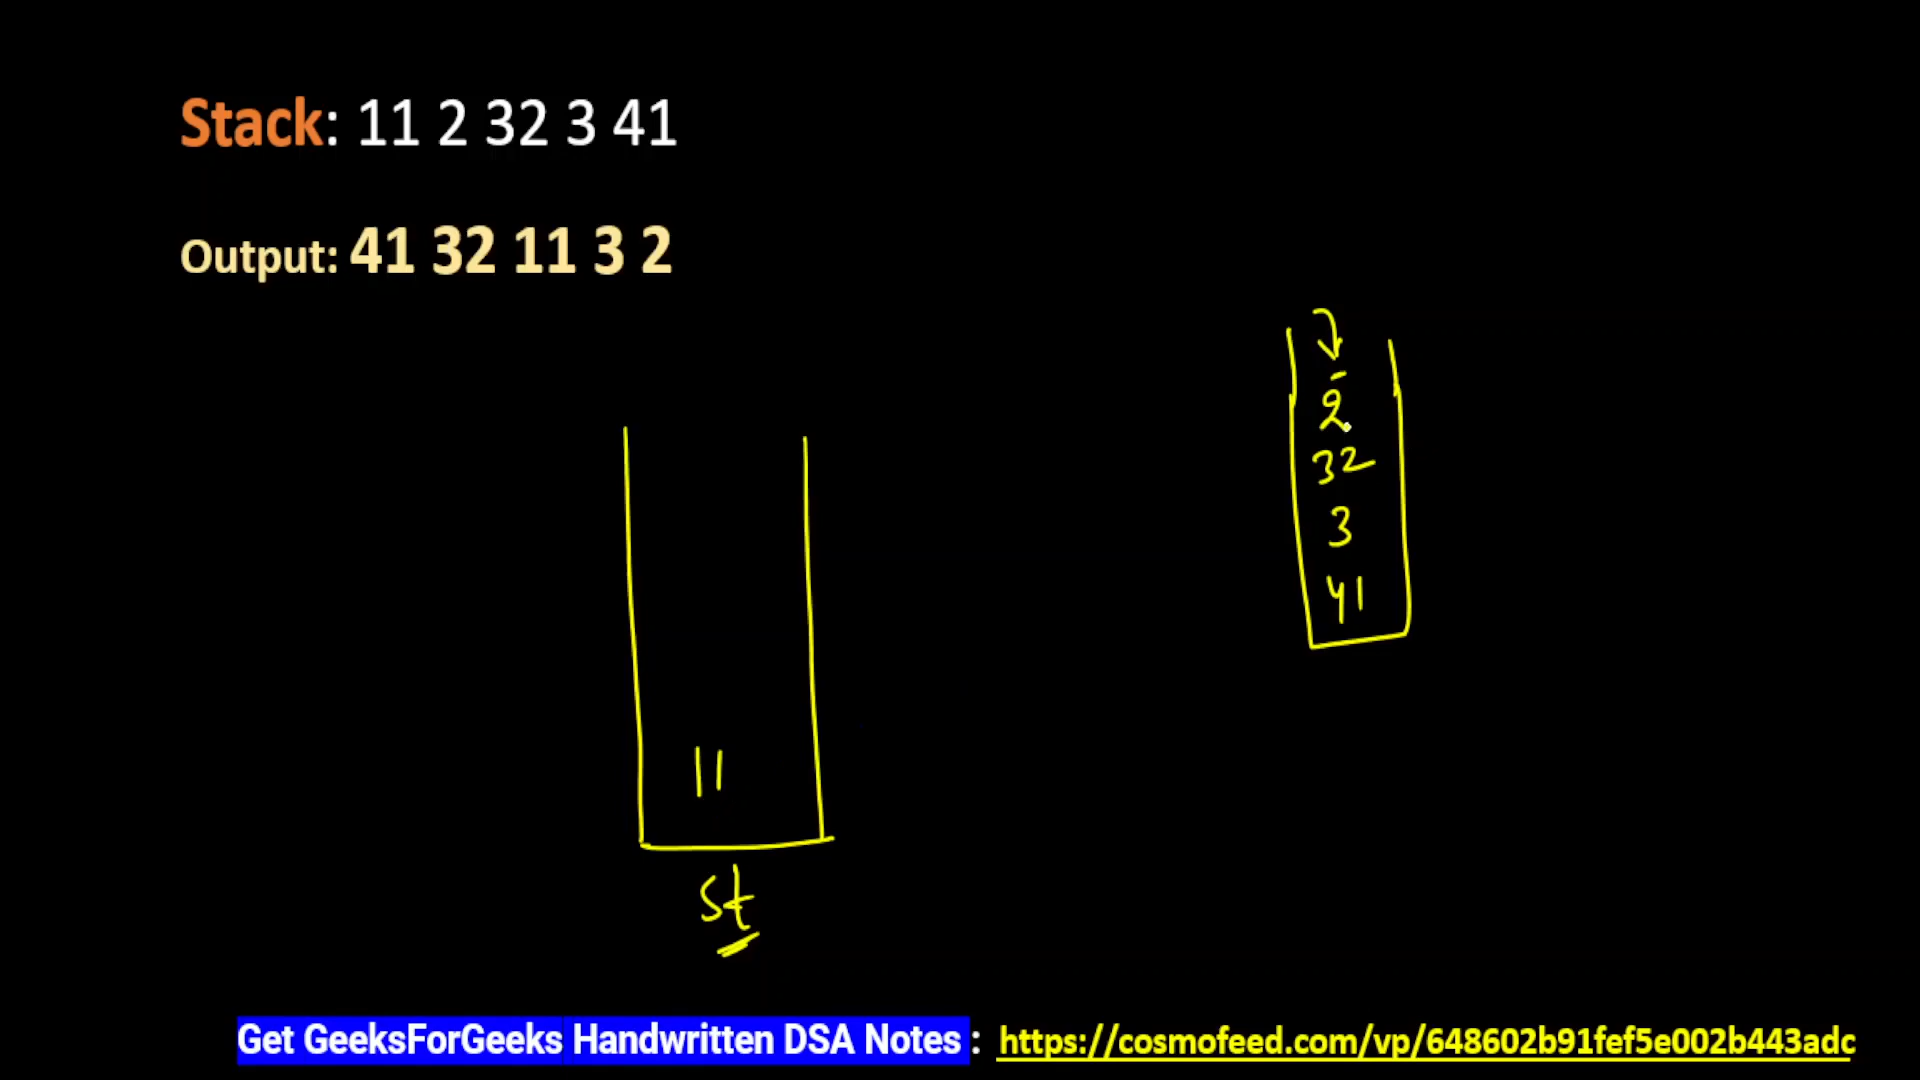 Stack: 11 2 32 3 41
Output: 41 32 11 3 2
2
32
3
41
11
st
Get GeeksForGeeks Handwritten DSA Notes : https://cosmofeed.com/vp/648602b91fef5e002b443adc